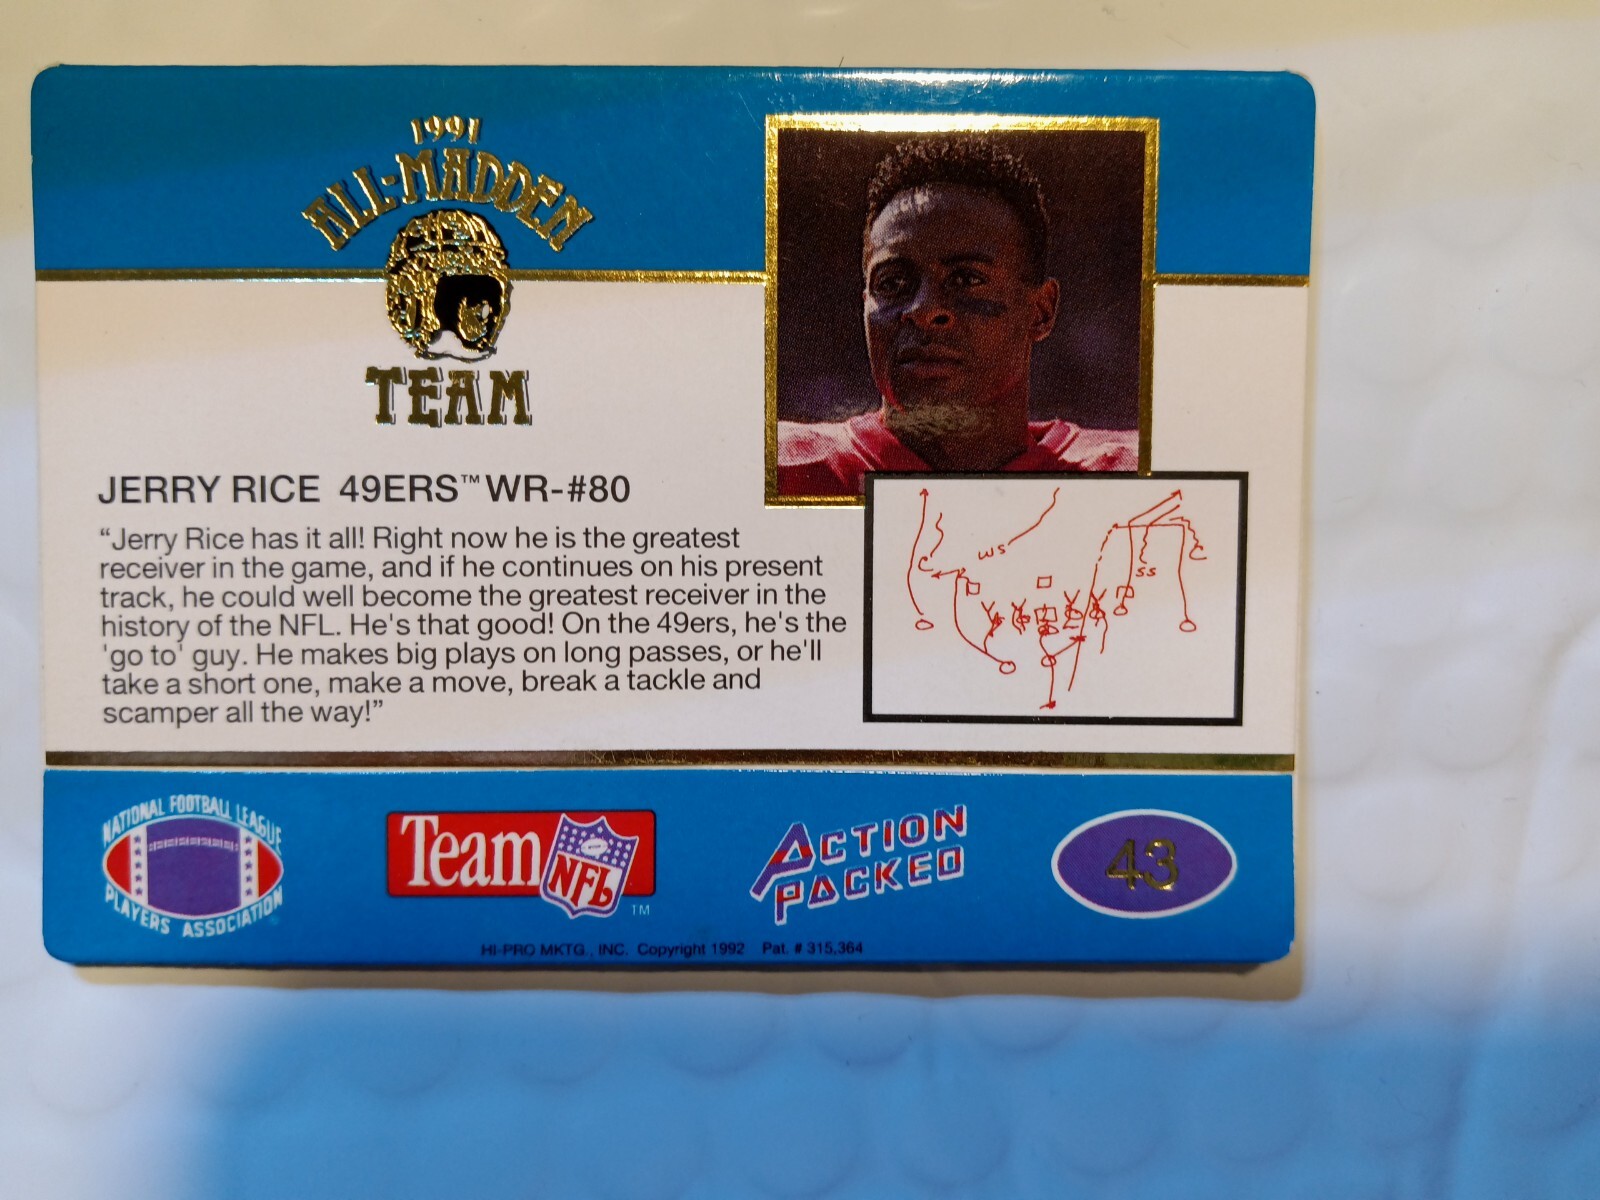 1991
ALL-MADDEN
TEAM
JERRY RICE 49ERS™ WR-#80
“Jerry Rice has it all! Right now he is the greatest
receiver in the game, and if he continues on his present
track, he could well become the greatest receiver in the
history of the NFL. He's that good! On the 49ers, he's the
'go to' guy. He makes big plays on long passes, or he'll
take a short one, make a move, break a tackle and
scamper all the way!”
WS
C
C
SS
NATIONAL FOOTBALL LEAGUE
PLAYERS ASSOCIATION
Team
NFL
TM
ACTION
PACKED
43
HI-PRO MKTG., INC. Copyright 1992 Pat. # 315,364